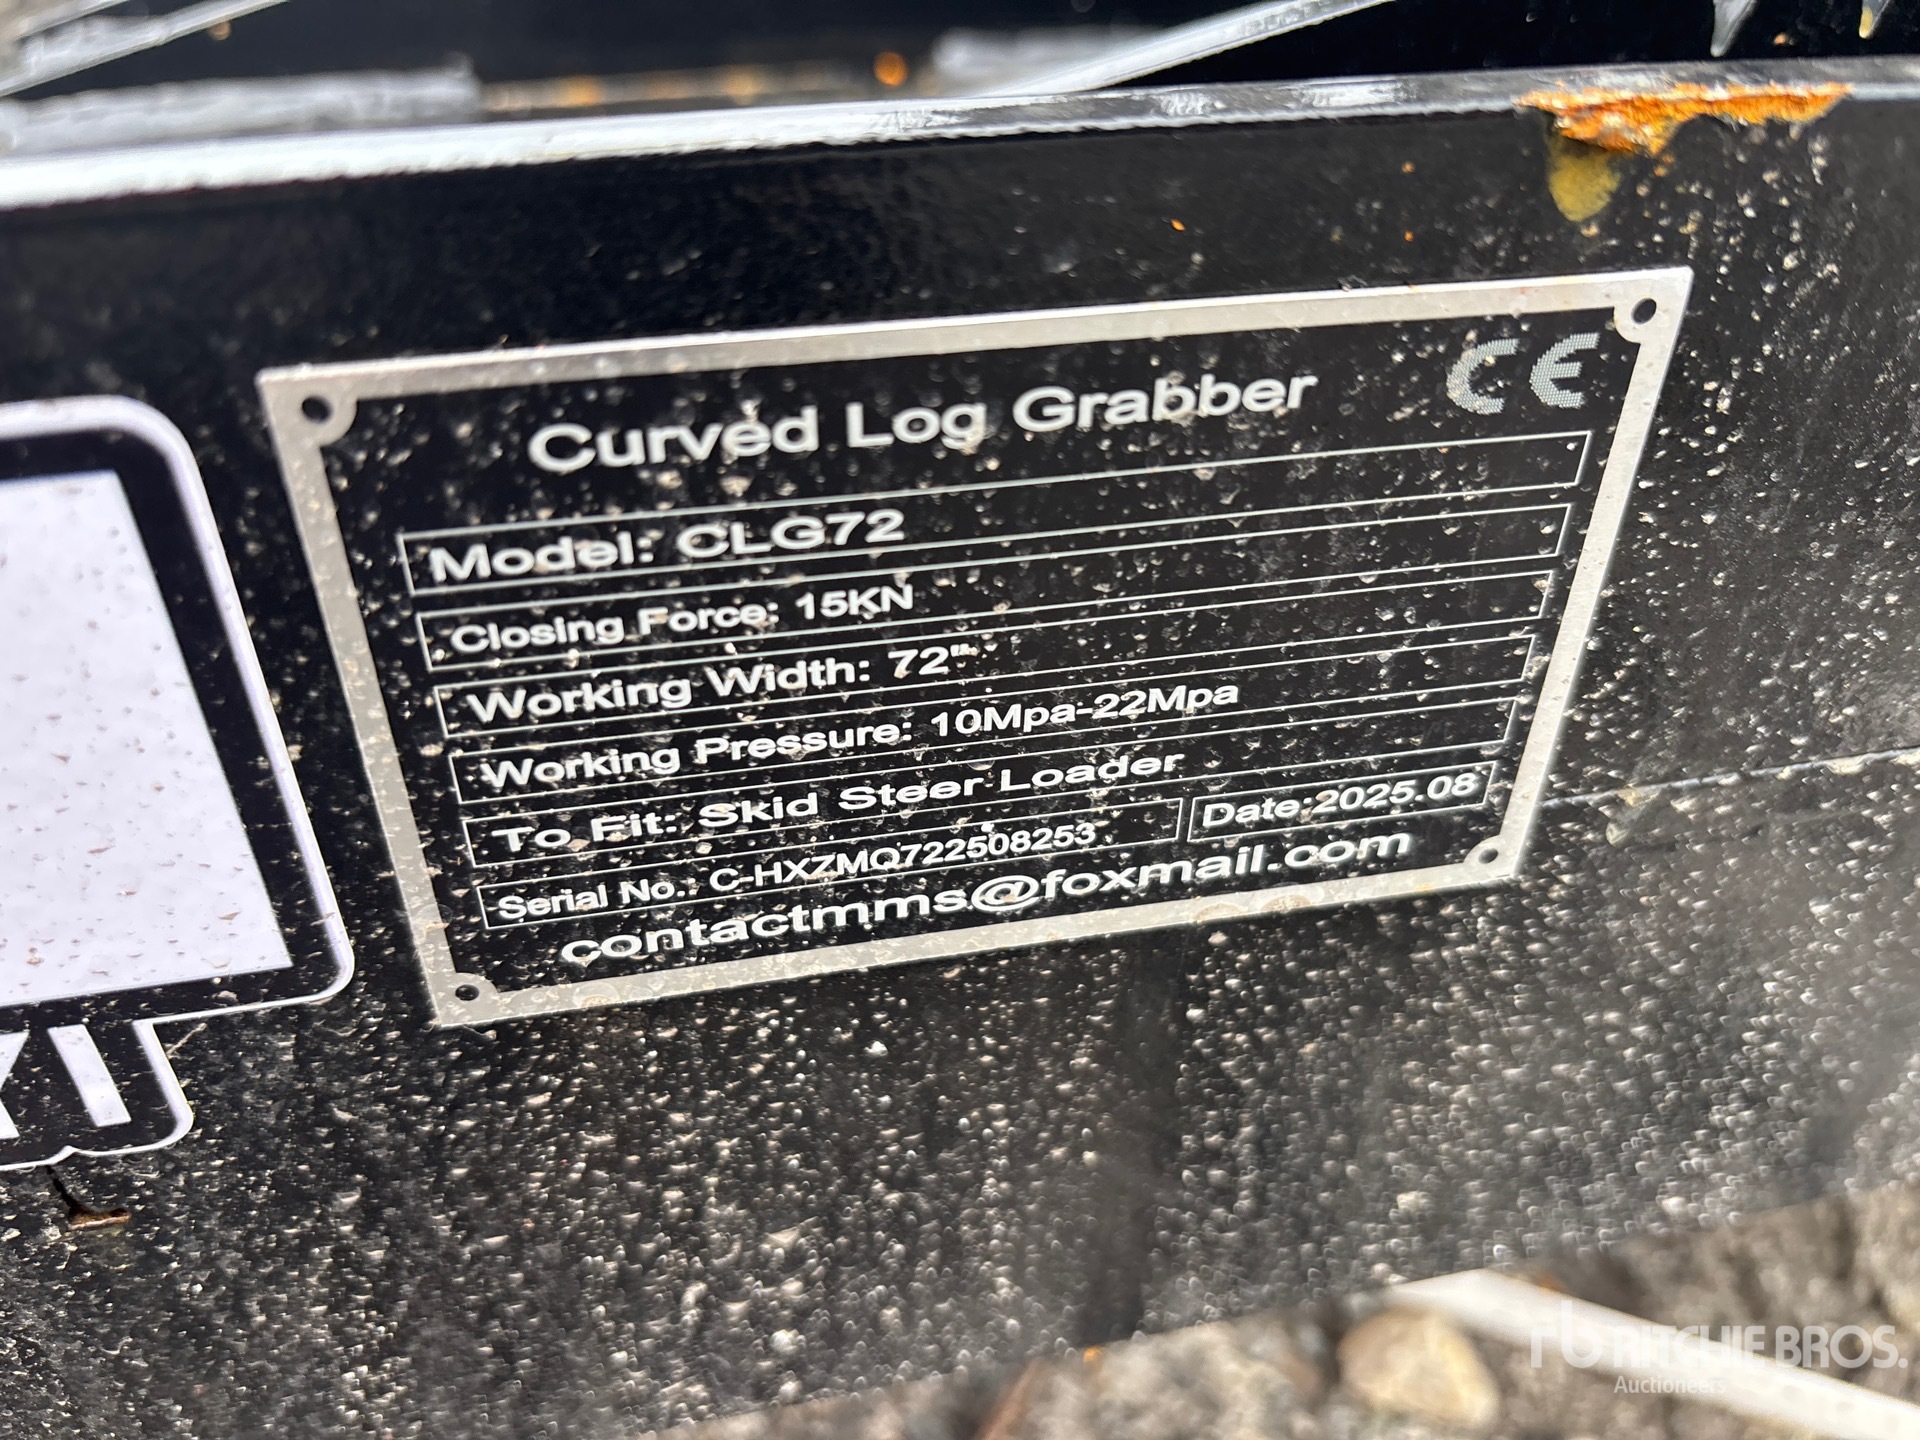 CE
Curved Log Grabber
Model: CLG72
Closing Force: 15KN
Working Width: 72"
Working Pressure: 10Mpa-22Mpa
To Fit: Skid Steer Loader
Serial No.: C-HXZMQ722508253 Date:2025.08
contactmms@foxmail.com
rb RITCHIE BROS.
Auctioneers